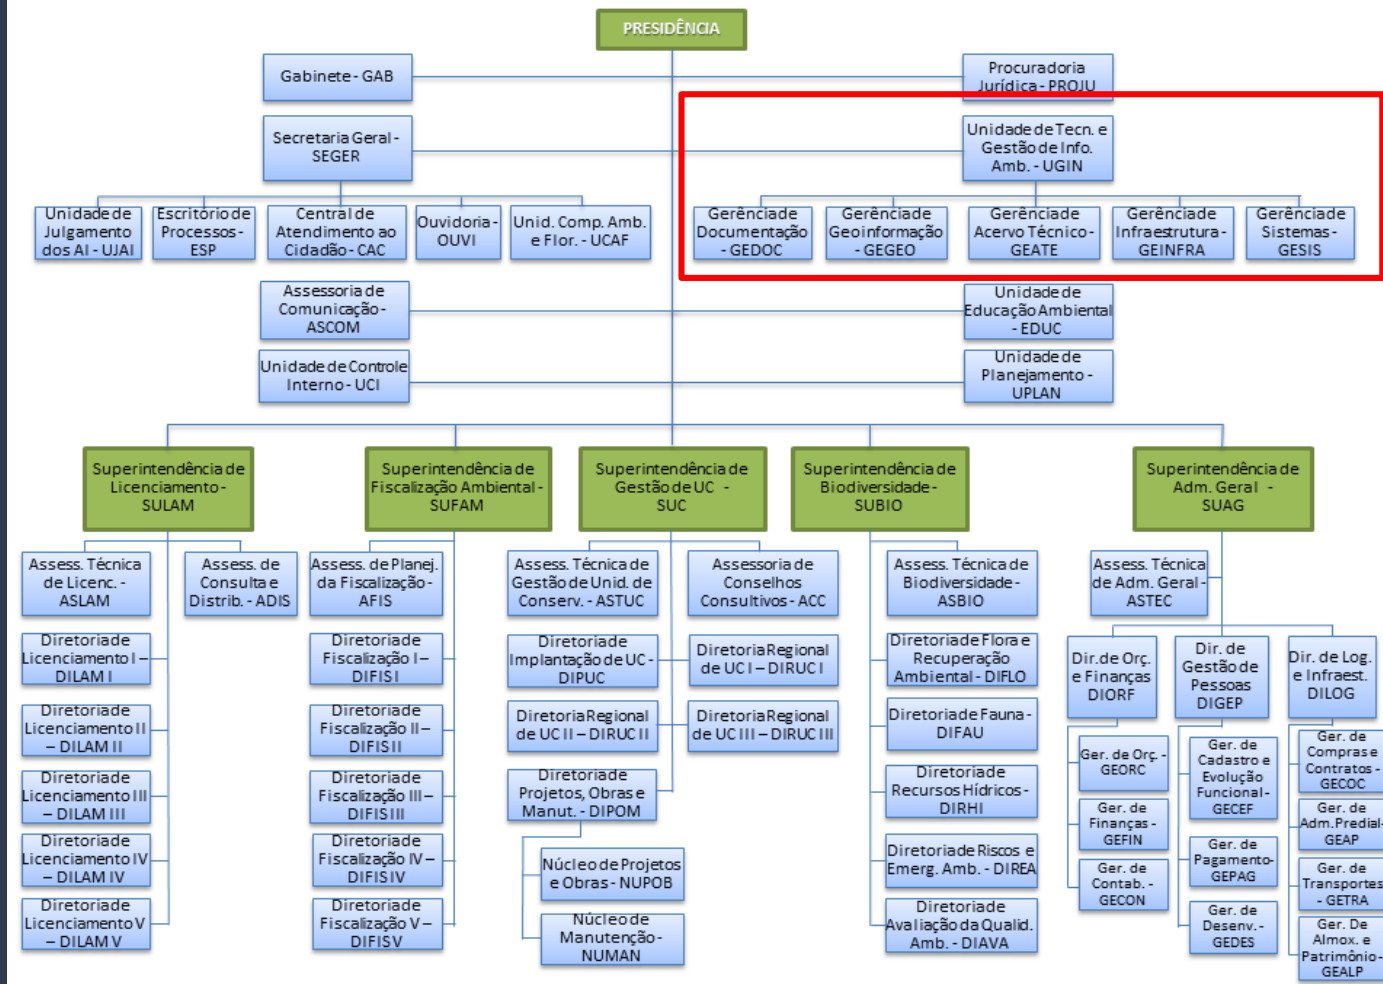 PRESIDÊNCIA
Gabinete - GAB
Procuradoria
Jurídica - PROJU
Secretaria Geral -
SEGER
Unidade de Tecn. e
Gestão de Info.
Amb. - UGIN
Unidade de
Julgamento
dos AI - UJAI
Escritório de
Processos -
ESP
Central de
Atendimento ao
Cidadão - CAC
Ouvidoria -
OUVI
Unid. Comp. Amb.
e Flor. - UCAF
Gerência de
Documentação
- GEDOC
Gerência de
Geoinformação
- GEGEO
Gerência de
Acervo Técnico -
GEATE
Gerência de
Infraestrutura -
GEINFRA
Gerência de
Sistemas -
GESIS
Assessoria de
Comunicação -
ASCOM
Unidade de
Educação Ambiental
- EDUC
Unidade de Controle
Interno - UCI
Unidade de
Planejamento -
UPLAN
Superintendência de
Licenciamento -
SULAM
Superintendência de
Fiscalização Ambiental -
SUFAM
Superintendência de
Gestão de UC -
SUC
Superintendência de
Biodiversidade -
SUBIO
Superintendência de
Adm. Geral -
SUAG
Assess. Técnica
de Licenc. -
ASLAM
Assess. de
Consulta e
Distrib. - ADIS
Assess. de Planej.
da Fiscalização -
AFIS
Assess. Técnica de
Gestão de Unid. de
Conserv. - ASTUC
Assessoria de
Conselhos
Consultivos - ACC
Assess. Técnica de
Biodiversidade -
ASBIO
Assess. Técnica
de Adm. Geral -
ASTEC
Diretoria de
Licenciamento I –
DILAM I
Diretoria de
Fiscalização I –
DIFIS I
Diretoria de
Implantação de UC -
DIPUC
Diretoria Regional
de UC I – DIRUC I
Diretoria de Flora e
Recuperação
Ambiental - DIFLO
Dir. de Orç.
e Finanças
DIORF
Dir. de
Gestão de
Pessoas
DIGEP
Dir. de Log.
e Infraest.
DILOG
Diretoria de
Licenciamento II
– DILAM II
Diretoria de
Fiscalização II –
DIFIS II
Diretoria Regional
de UC II – DIRUC II
Diretoria Regional
de UC III – DIRUC III
Diretoria de Fauna -
DIFAU
Ger. de Orç. -
GEORC
Ger. de
Cadastro e
Evolução
Funcional -
GECEF
Ger. de
Compras e
Contratos -
GECOC
Diretoria de
Licenciamento III
– DILAM III
Diretoria de
Fiscalização III –
DIFIS III
Diretoria de
Projetos, Obras e
Manut. - DIPOM
Diretoria de
Recursos Hídricos -
DIRHI
Ger. de
Finanças -
GEFIN
Ger. de
Adm. Predial-
GEAP
Diretoria de
Licenciamento IV
– DILAM IV
Diretoria de
Fiscalização IV –
DIFIS IV
Núcleo de Projetos
e Obras - NUPOB
Diretoria de Riscos e
Emerg. Amb. - DIREA
Ger. de
Contab. -
GECON
Ger. de
Pagamento-
GEPAG
Ger. de
Transportes
- GETRA
Diretoria de
Licenciamento V
– DILAM V
Diretoria de
Fiscalização V –
DIFIS V
Núcleo de
Manutenção -
NUMAN
Diretoria de
Avaliação da Qualid.
Amb. - DIAVA
Ger. de
Desenv. -
GEDES
Ger. De
Almox. e
Patrimônio -
GEALP